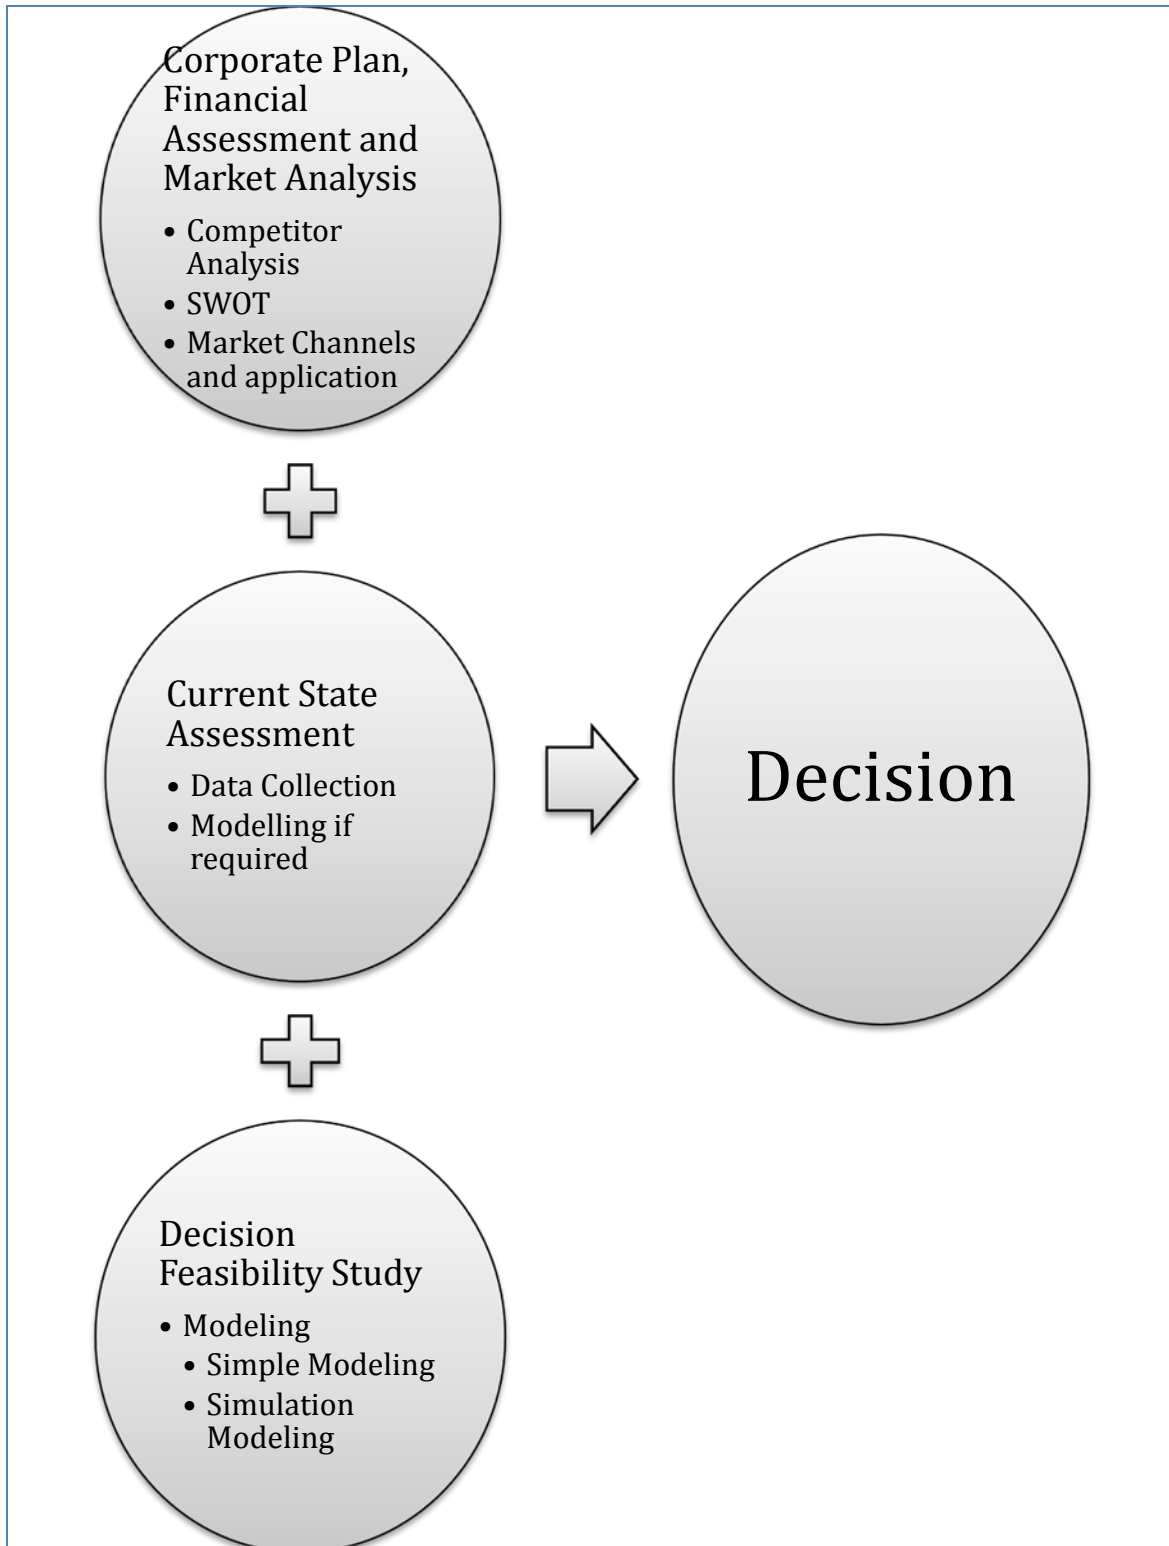 Corporate Plan,
Financial
Assessment and
Market Analysis
• Competitor
Analysis
• SWOT
• Market Channels
and application
Current State
Assessment
• Data Collection
• Modelling if
required
Decision
Feasibility Study
• Modeling
• Simple Modeling
• Simulation
Modeling
Decision